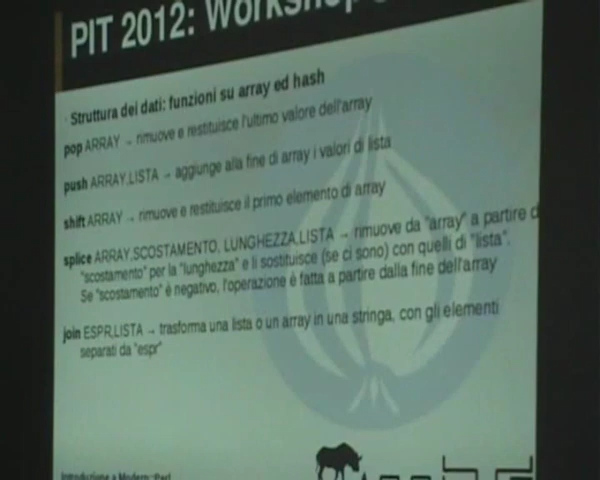 PIT 2012: Workshop
· Struttura dei dati: funzioni su array ed hash
pop ARRAY → rimuove e restituisce l'ultimo valore dell'array
push ARRAY,LISTA → aggiunge alla fine di array i valori di lista
shift ARRAY → rimuove e restituisce il primo elemento di array
splice ARRAY,SCOSTAMENTO, LUNGHEZZA,LISTA → rimuove da "array" a partire d
"scostamento" per la "lunghezza" e li sostituisce (se ci sono) con quelli di "lista".
Se "scostamento" è negativo, l'operazione è fatta a partire dalla fine dell'array
join ESPR,LISTA → trasforma una lista o un array in una stringa, con gli elementi
separati da "espr"
Introduzione a Modern::Perl